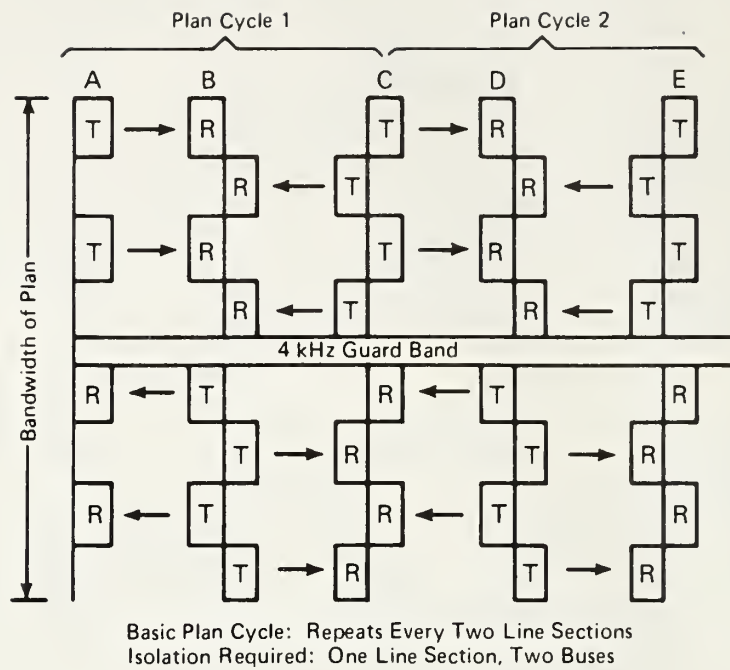 Plan Cycle 1 Plan Cycle 2
A B C D E
T R T R T
R T R T
T R T R T
R T R T
Bandwidth of Plan
4 kHz Guard Band
R T R T R
T R T R
R T R T R
T R T R
Basic Plan Cycle: Repeats Every Two Line Sections
Isolation Required: One Line Section, Two Buses